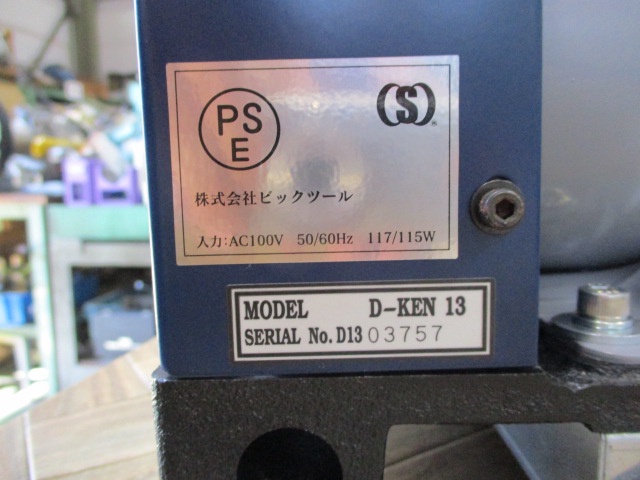 PS
E
(S)
®
株式会社ビックツール
入力:AC100V 50/60Hz 117/115W
MODEL D-KEN 13
SERIAL No. D13 03757